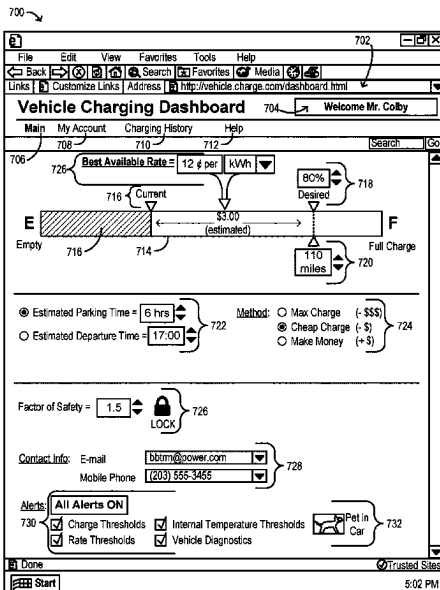 700
702
File Edit View Favorites Tools Help
Back Search Favorites Media
Links Customize Links Address http://vehicle.charge.com/dashboard.html
Vehicle Charging Dashboard 704 Welcome Mr. Colby
Main My Account Charging History Help
706 708 710 712 Search Go
726 Best Available Rate = 12 ¢ per kWh
80% 718
716 Current Desired
E $3.00 F
(estimated)
Empty 716 714 Full Charge
110 miles 720
Estimated Parking Time = 6 hrs
Estimated Departure Time = 17:00
722
Method: Max Charge (- $$$)
Cheap Charge (- $)
Make Money (+ $)
724
Factor of Safety = 1.5 LOCK 726
Contact Info: E-mail bbtrm@power.com
Mobile Phone (203) 555-3455
728
Alerts: All Alerts ON
730 Charge Thresholds Internal Temperature Thresholds Pet in Car 732
Rate Thresholds Vehicle Diagnostics
Done Trusted Sites
Start 5:02 PM